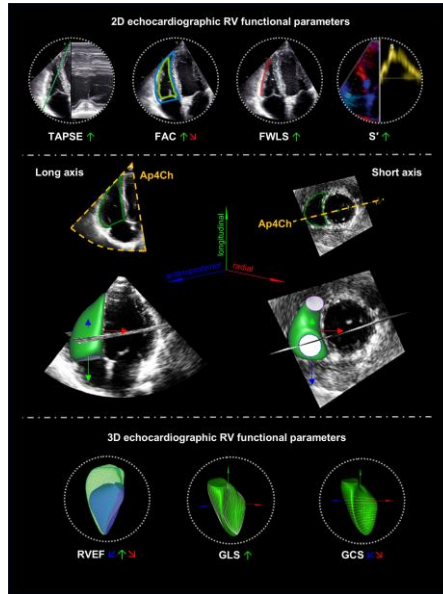 2D echocardiographic RV functional parameters
TAPSE ↑ FAC ↑ ↘ FWLS ↑ S' ↑
Long axis Short axis
Ap4Ch
Ap4Ch
longitudinal
anteroposterior radial
3D echocardiographic RV functional parameters
RVEF ↙ ↑ ↘ GLS ↑ GCS ↙ ↘